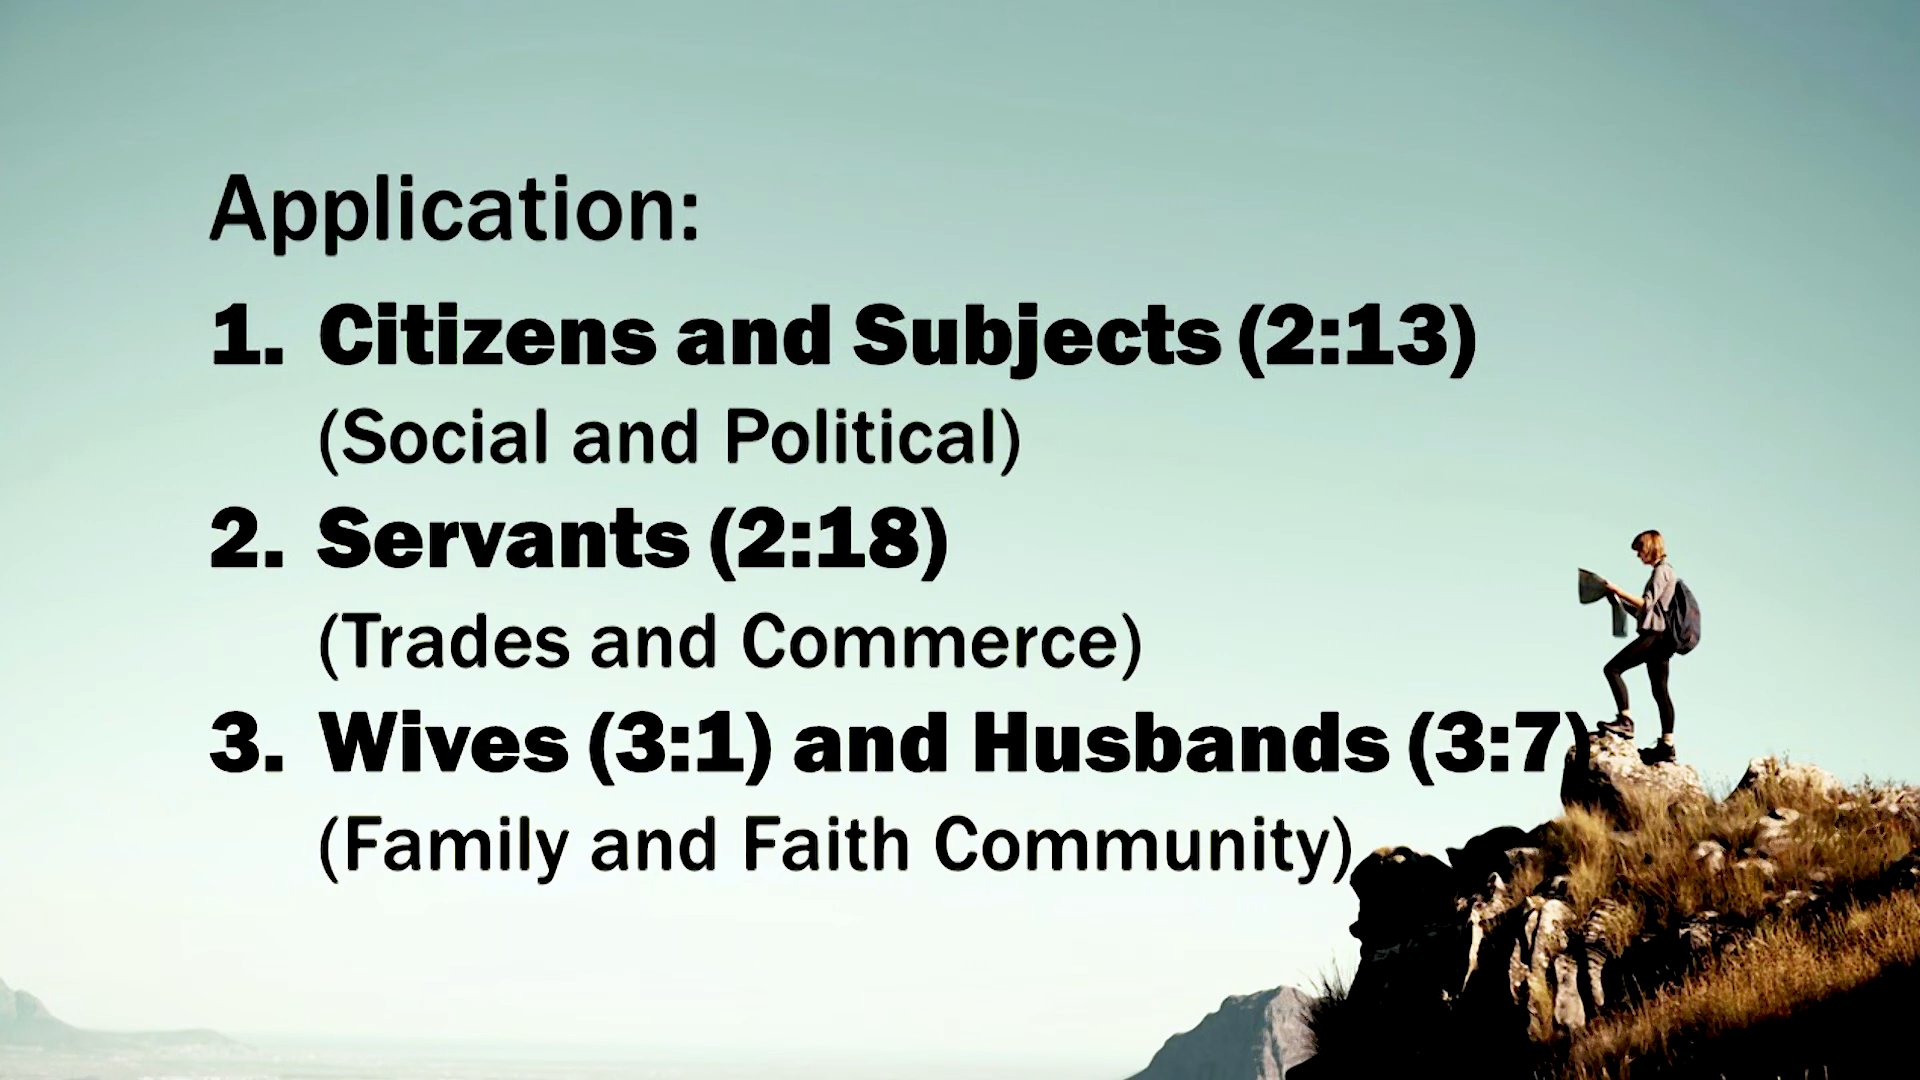 Application:
1. Citizens and Subjects (2:13)
(Social and Political)
2. Servants (2:18)
(Trades and Commerce)
3. Wives (3:1) and Husbands (3:7)
(Family and Faith Community)